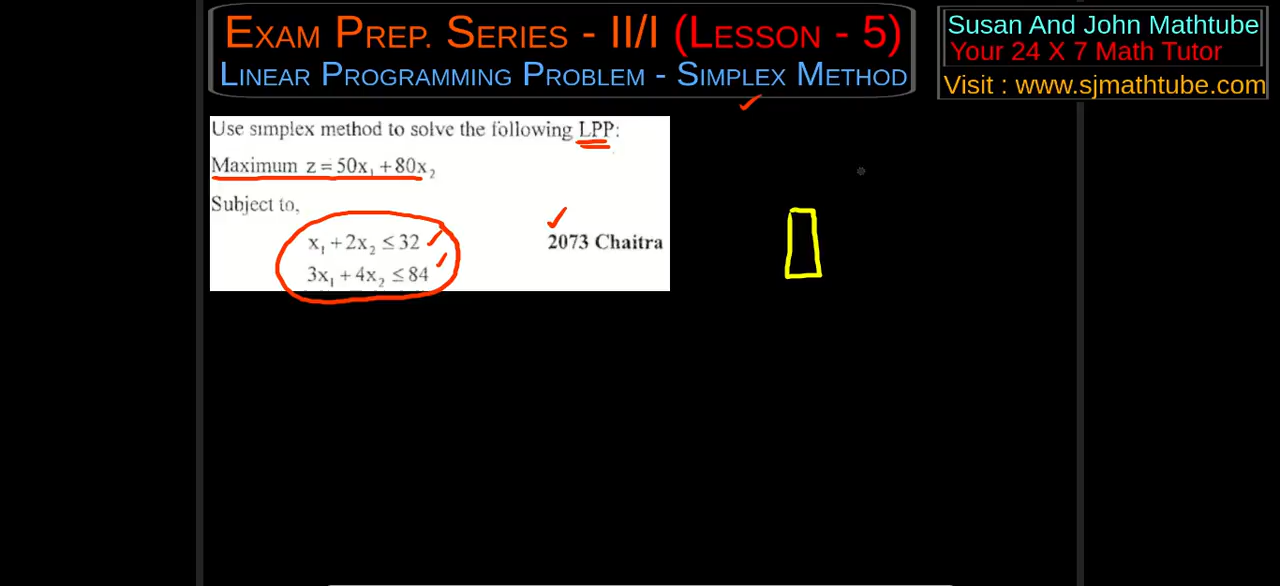 EXAM PREP. SERIES - II/I (LESSON - 5)
LINEAR PROGRAMMING PROBLEM - SIMPLEX METHOD
Susan And John Mathtube
Your 24 X 7 Math Tutor
Visit : www.sjmathtube.com
Use simplex method to solve the following LPP:
Maximum z = 50x₁ + 80x₂
Subject to,
x₁ + 2x₂ ≤ 32
3x₁ + 4x₂ ≤ 84
2073 Chaitra